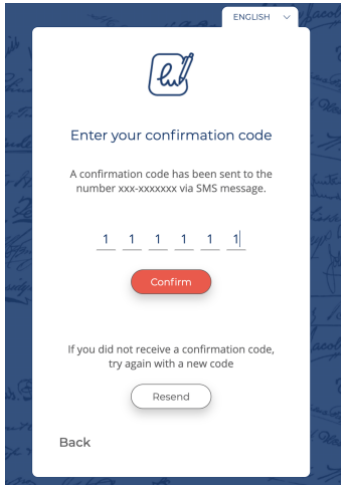 ENGLISH
Enter your confirmation code
A confirmation code has been sent to the
number xxx-xxxxxxx via SMS message.
1 1 1 1 1 1
Confirm
If you did not receive a confirmation code,
try again with a new code
Resend
Back